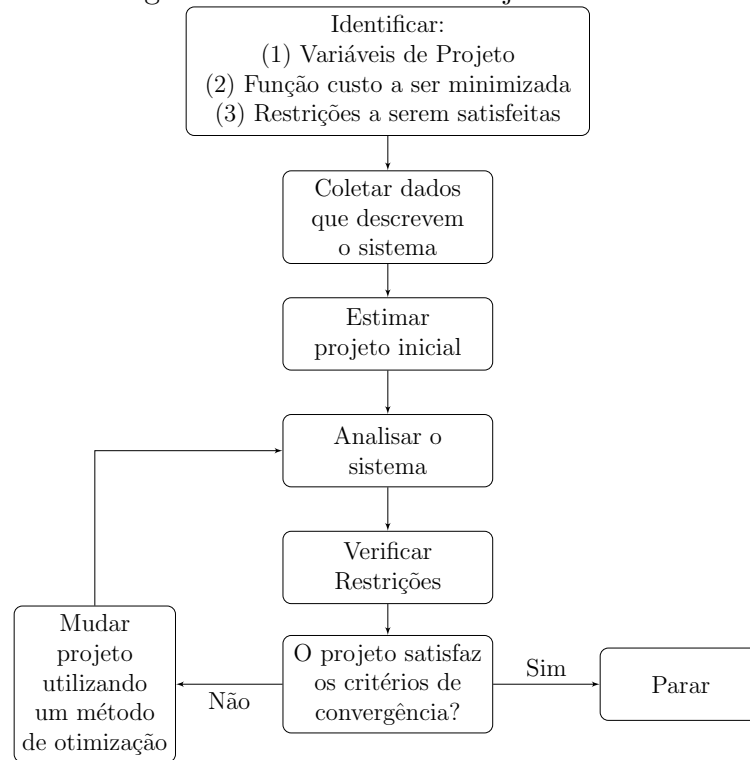 Identificar:
(1) Variáveis de Projeto
(2) Função custo a ser minimizada
(3) Restrições a serem satisfeitas
Coletar dados
que descrevem
o sistema
Estimar
projeto inicial
Analisar o
sistema
Verificar
Restrições
O projeto satisfaz
os critérios de
convergência?
Sim
Parar
Não
Mudar
projeto
utilizando
um método
de otimização